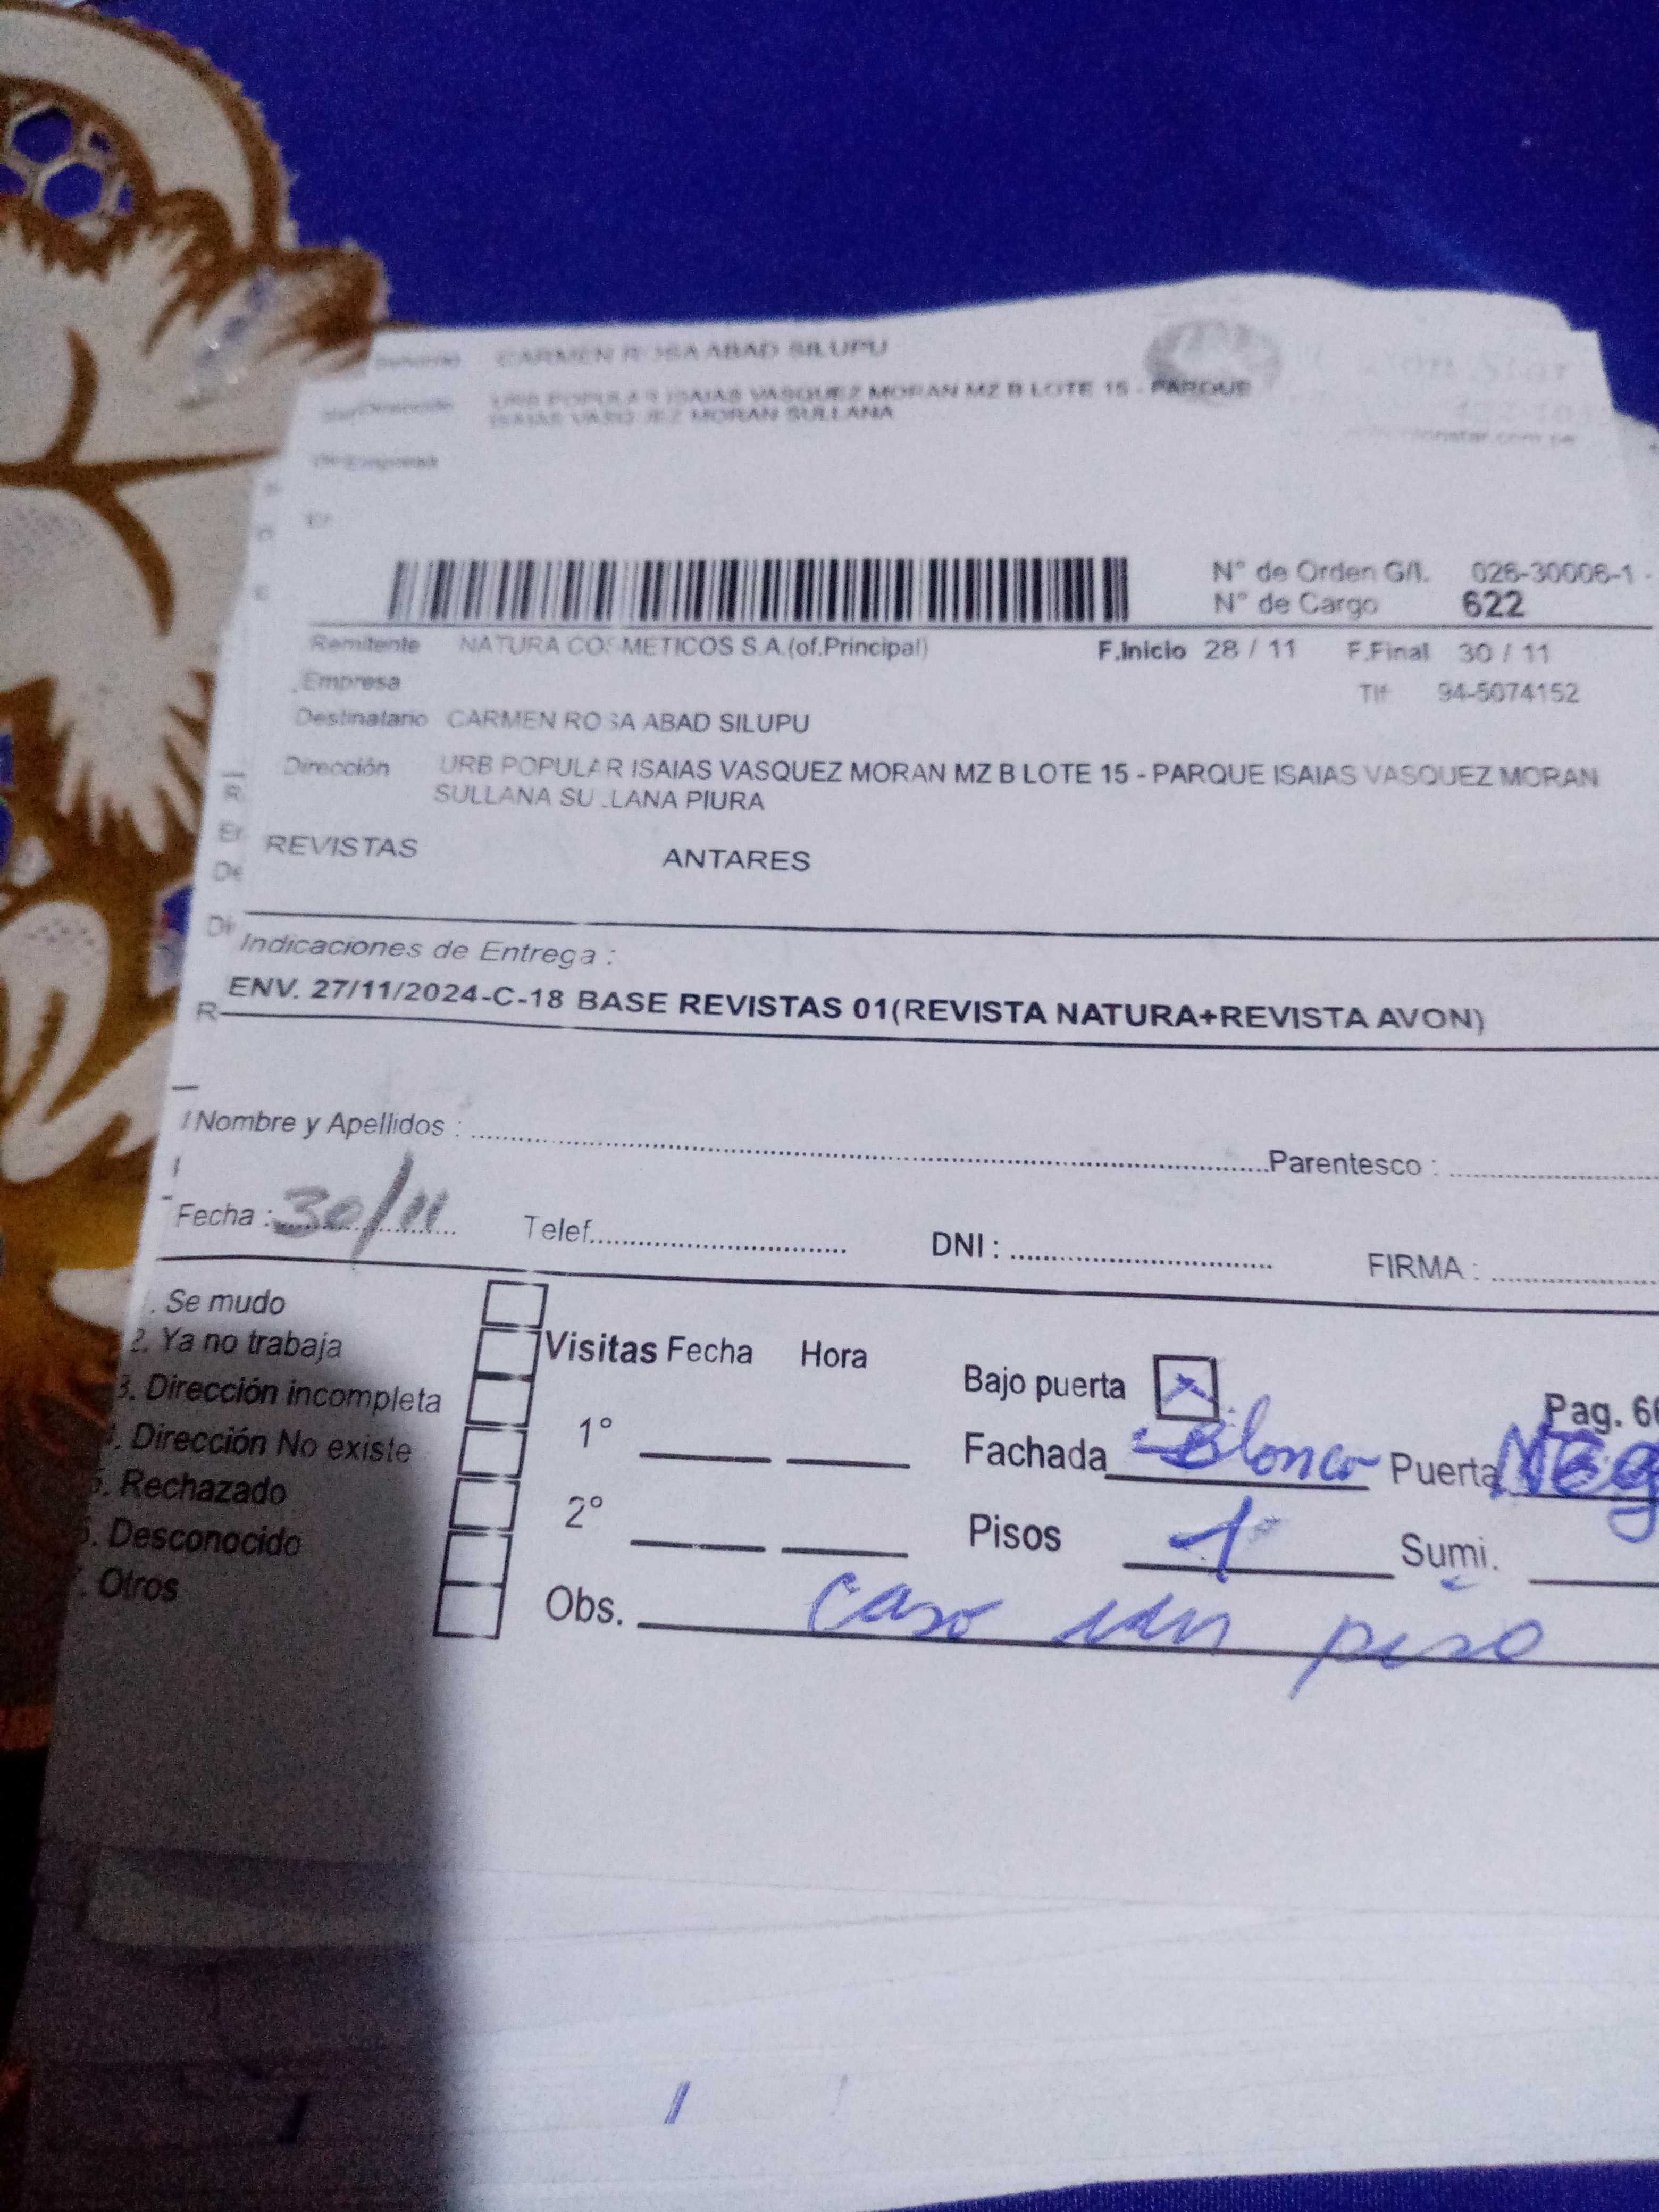 CARMEN ROSA ABAD SILUPU
URB POPULAR ISAIAS VASQUEZ MORAN MZ B LOTE 15 - PARQUE
ISAIAS VASQUEZ MORAN SULLANA
N° de Orden G/I. 026-30006-1 -
N° de Cargo 622
Remitente NATURA COSMETICOS S.A.(of.Principal) F.Inicio 28 / 11 F.Final 30 / 11
Empresa Tlf 94-5074152
Destinatario CARMEN ROSA ABAD SILUPU
Dirección URB POPULAR ISAIAS VASQUEZ MORAN MZ B LOTE 15 - PARQUE ISAIAS VASQUEZ MORAN
SULLANA SULLANA PIURA
REVISTAS ANTARES
Indicaciones de Entrega :
ENV. 27/11/2024-C-18 BASE REVISTAS 01(REVISTA NATURA+REVISTA AVON)
Nombre y Apellidos : Parentesco :
Fecha : 30/11 Telef. DNI : FIRMA :
. Se mudo
2. Ya no trabaja
3. Dirección incompleta
. Dirección No existe
5. Rechazado
. Desconocido
. Otros
Visitas Fecha Hora
1°
2°
Obs. casa un piso
Bajo puerta X
Pag. 66
Fachada Blanco Puerta Neg
Pisos 1 Sumi.